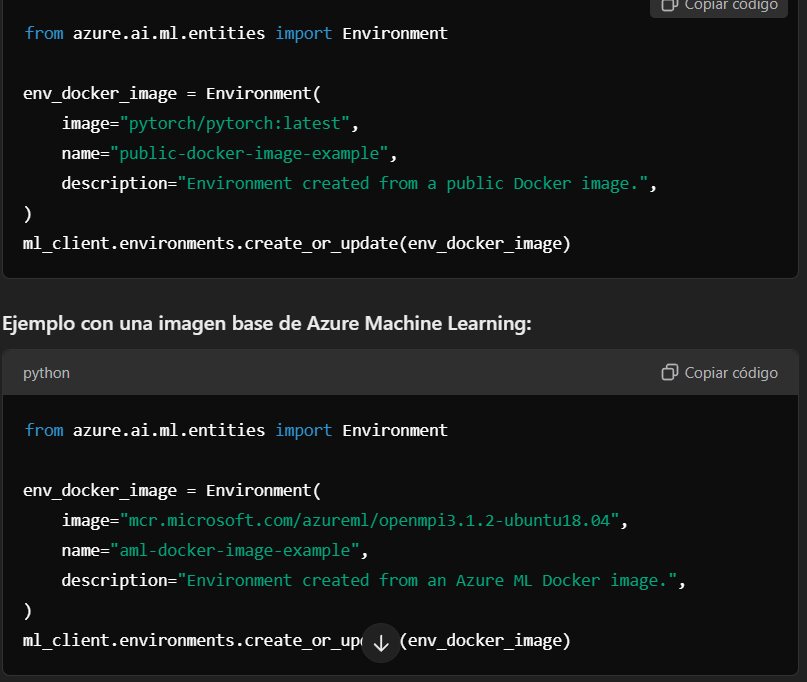 Copiar código
from azure.ai.ml.entities import Environment
env_docker_image = Environment(
    image="pytorch/pytorch:latest",
    name="public-docker-image-example",
    description="Environment created from a public Docker image.",
)
ml_client.environments.create_or_update(env_docker_image)
Ejemplo con una imagen base de Azure Machine Learning:
python Copiar código
from azure.ai.ml.entities import Environment
env_docker_image = Environment(
    image="mcr.microsoft.com/azureml/openmpi3.1.2-ubuntu18.04",
    name="aml-docker-image-example",
    description="Environment created from an Azure ML Docker image.",
)
ml_client.environments.create_or_up (env_docker_image)